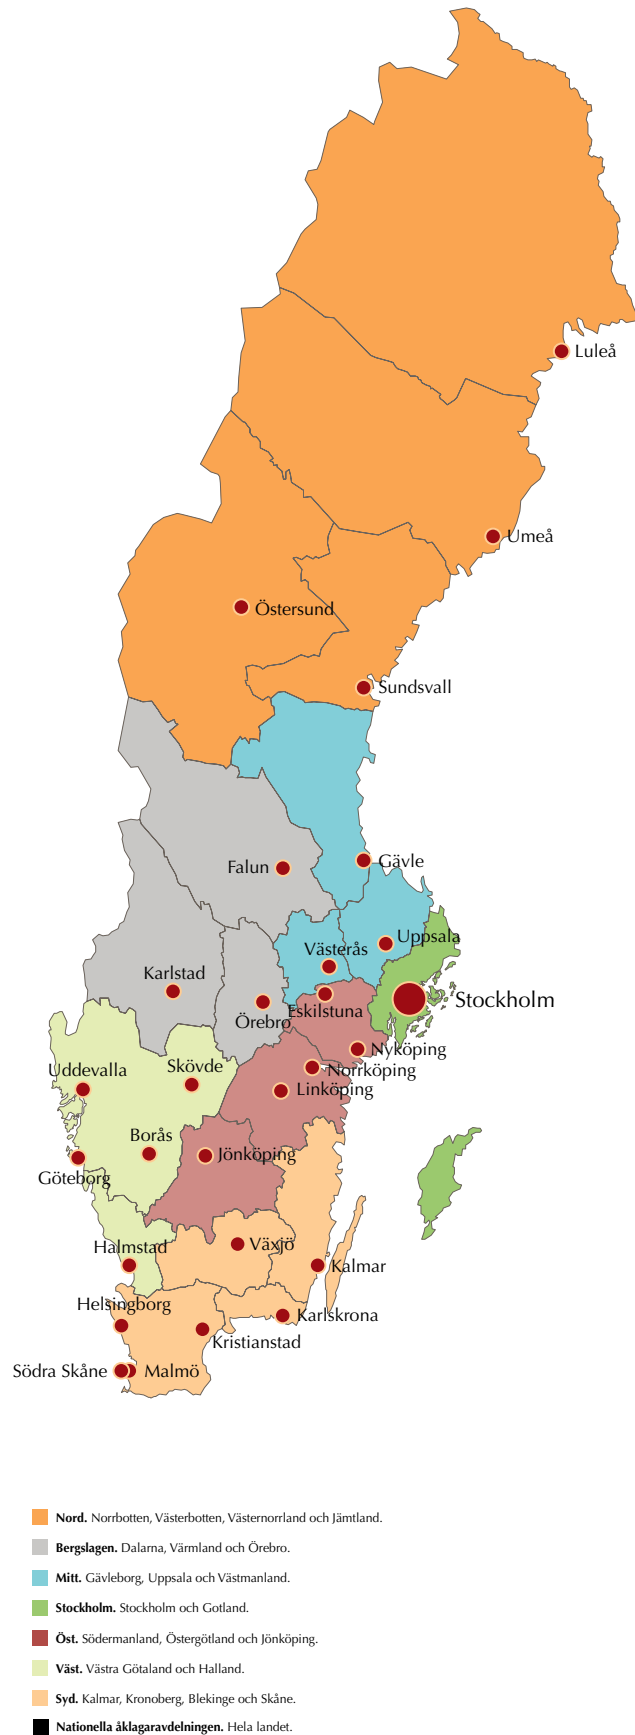 Luleå
Umeå
Östersund
Sundsvall
Falun
Gävle
Uppsala
Västerås
Karlstad
Stockholm
Eskilstuna
Örebro
Nyköping
Skövde
Uddevalla
Norrköping
Linköping
Borås
Jönköping
Göteborg
Halmstad
Växjö
Kalmar
Helsingborg
Karlskrona
Kristianstad
Södra Skåne
Malmö
Nord. Norrbotten, Västerbotten, Västernorrland och Jämtland.
Bergslagen. Dalarna, Värmland och Örebro.
Mitt. Gävleborg, Uppsala och Västmanland.
Stockholm. Stockholm och Gotland.
Öst. Södermanland, Östergötland och Jönköping.
Väst. Västra Götaland och Halland.
Syd. Kalmar, Kronoberg, Blekinge och Skåne.
Nationella åklagaravdelningen. Hela landet.